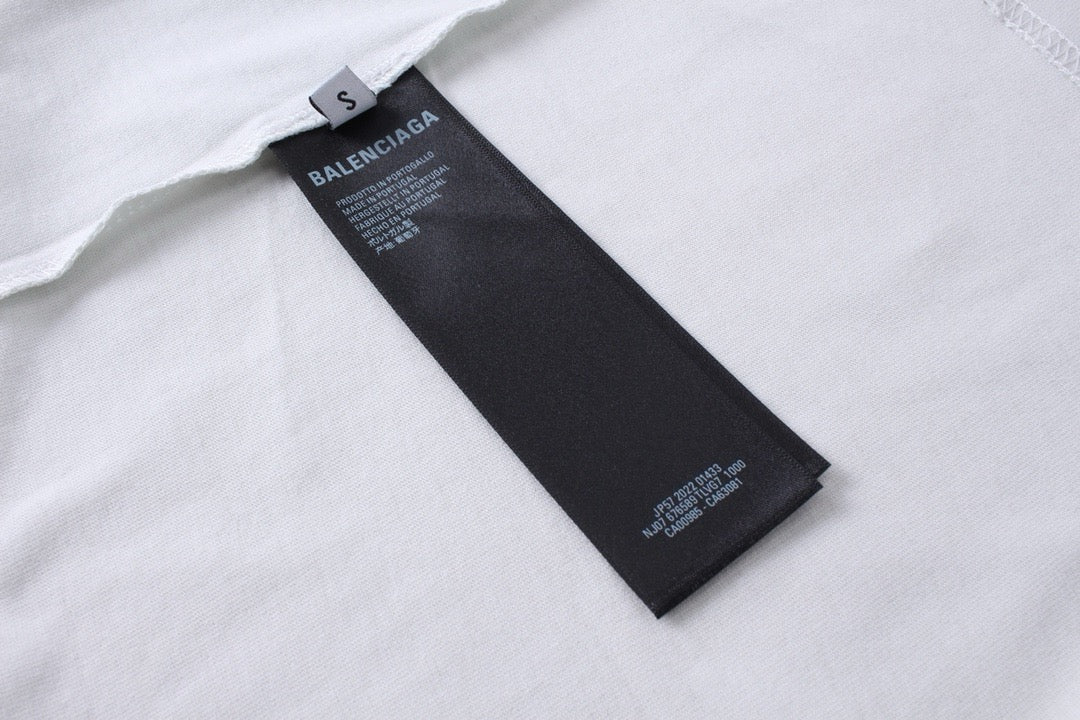 S
BALENCIAGA
PRODOTTO IN PORTOGALLO
MADE IN PORTUGAL
HERGESTELLT IN PORTUGAL
FABRIQUE AU PORTUGAL
HECHO EN PORTUGAL
ポルトガル製
产地: 葡萄牙
JP57 2022 01433
NJ07 676589 TLVG7 1000
CA00985 - CA63081